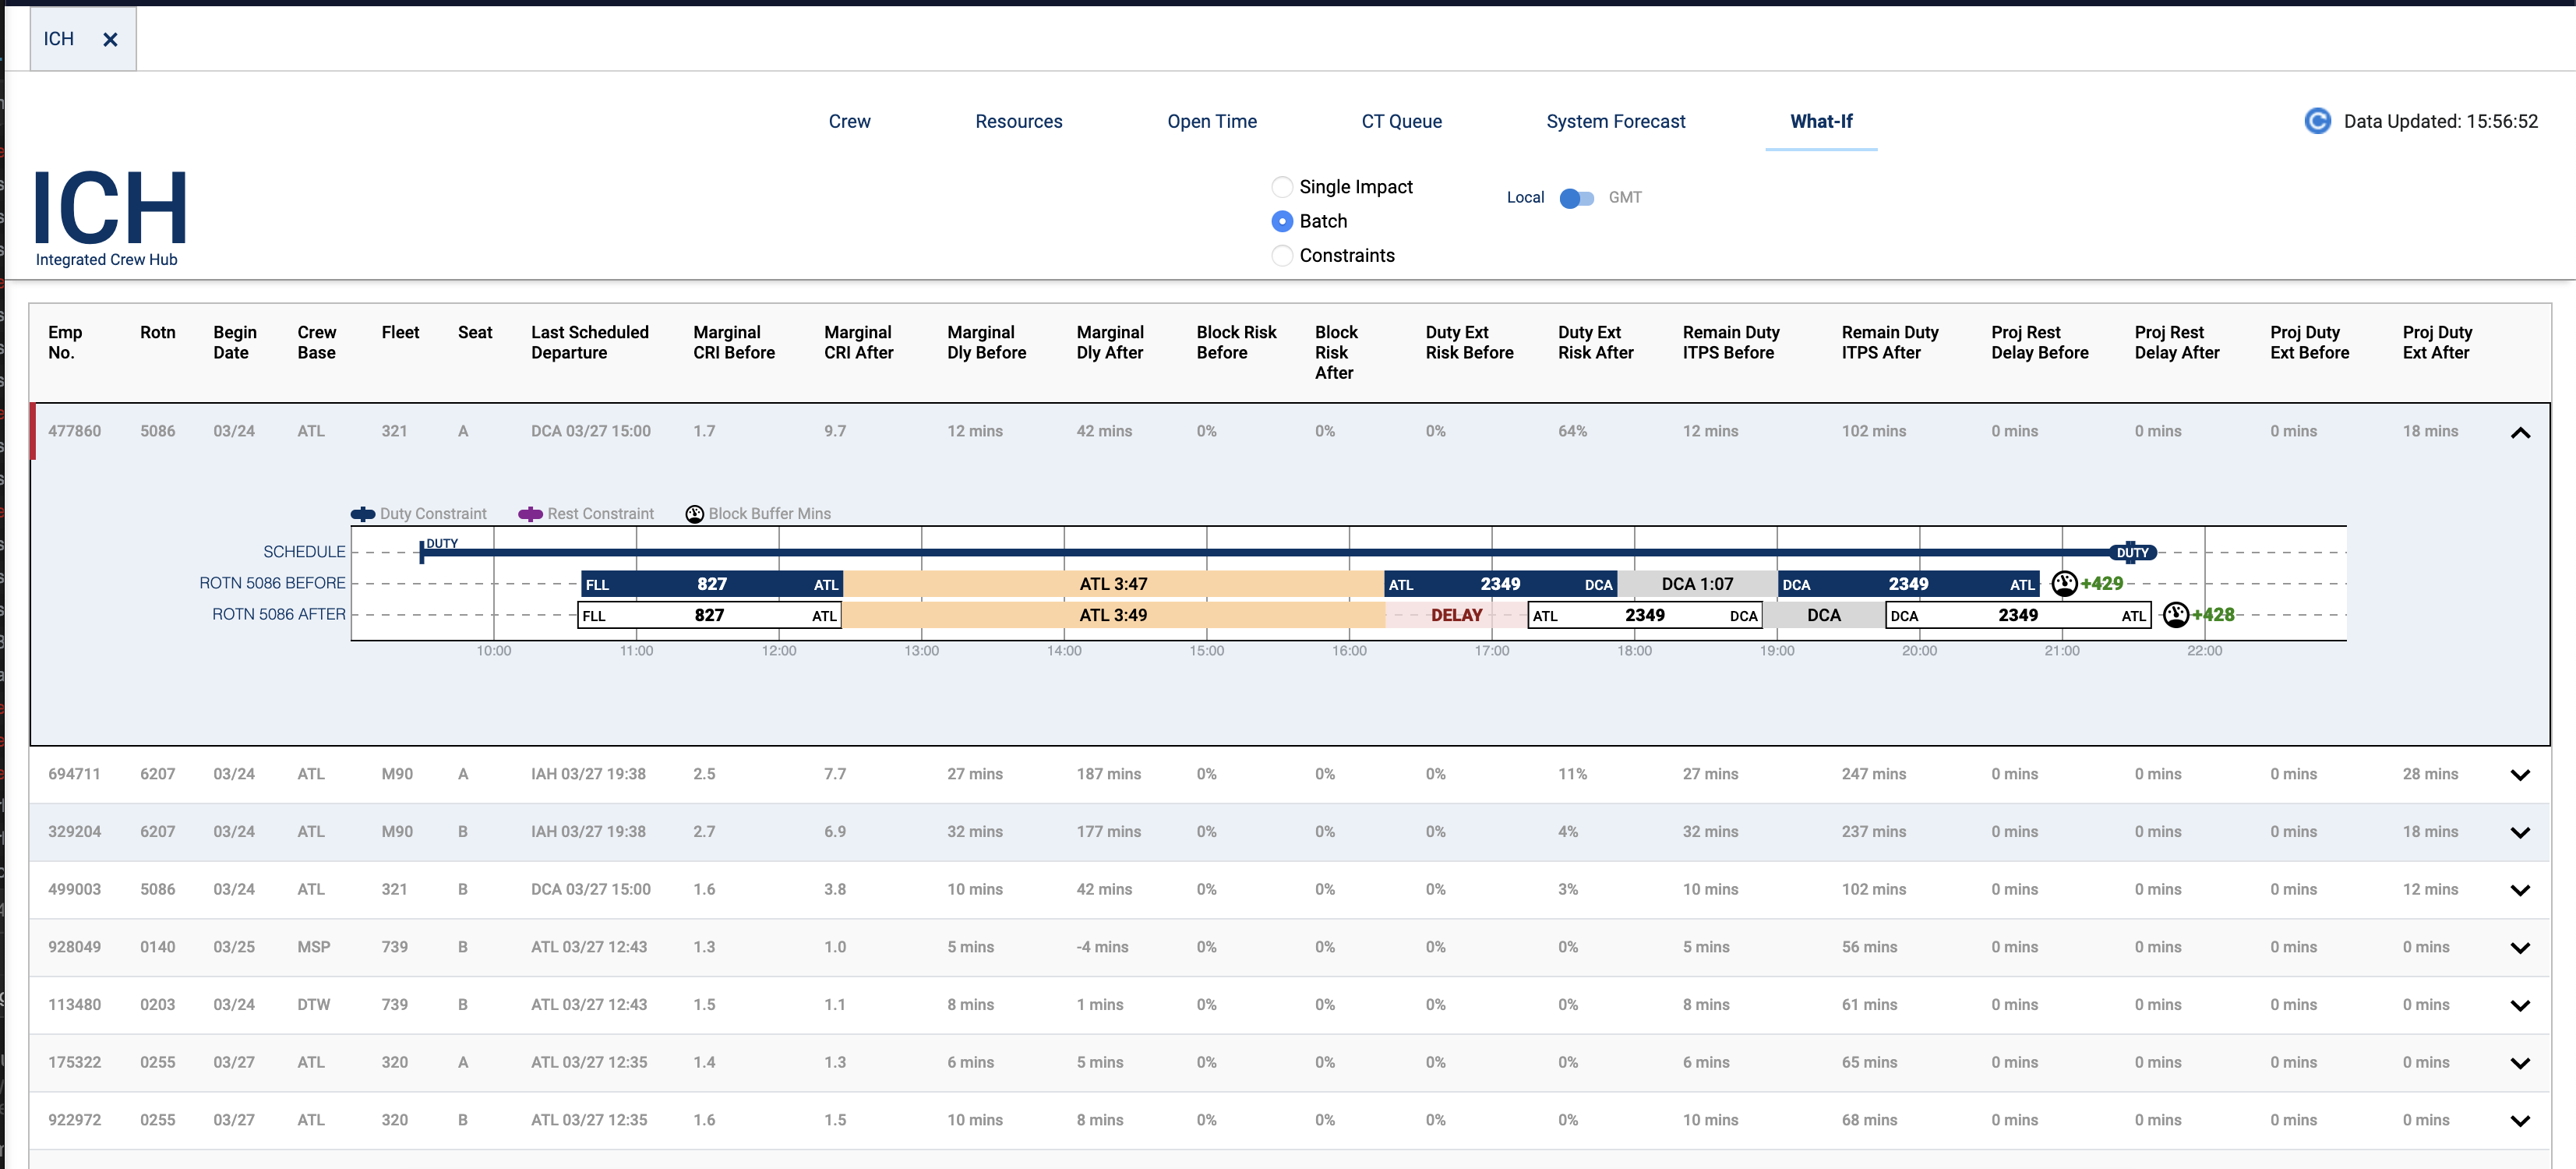 ICH
Crew Resources Open Time CT Queue System Forecast What-If Data Updated: 15:56:52
ICH
Integrated Crew Hub
Single Impact
Batch
Constraints
Local GMT
Emp No. Rotn Begin Date Crew Base Fleet Seat Last Scheduled Departure Marginal CRI Before Marginal CRI After Marginal Dly Before Marginal Dly After Block Risk Before Block Risk After Duty Ext Risk Before Duty Ext Risk After Remain Duty ITPS Before Remain Duty ITPS After Proj Rest Delay Before Proj Rest Delay After Proj Duty Ext Before Proj Duty Ext After
477860 5086 03/24 ATL 321 A DCA 03/27 15:00 1.7 9.7 12 mins 42 mins 0% 0% 0% 64% 12 mins 102 mins 0 mins 0 mins 0 mins 18 mins
Duty Constraint Rest Constraint Block Buffer Mins
SCHEDULE DUTY DUTY
ROTN 5086 BEFORE FLL 827 ATL ATL 3:47 ATL 2349 DCA DCA 1:07 DCA 2349 ATL +429
ROTN 5086 AFTER FLL 827 ATL ATL 3:49 DELAY ATL 2349 DCA DCA DCA 2349 ATL +428
10:00 11:00 12:00 13:00 14:00 15:00 16:00 17:00 18:00 19:00 20:00 21:00 22:00
694711 6207 03/24 ATL M90 A IAH 03/27 19:38 2.5 7.7 27 mins 187 mins 0% 0% 0% 11% 27 mins 247 mins 0 mins 0 mins 0 mins 28 mins
329204 6207 03/24 ATL M90 B IAH 03/27 19:38 2.7 6.9 32 mins 177 mins 0% 0% 0% 4% 32 mins 237 mins 0 mins 0 mins 0 mins 18 mins
499003 5086 03/24 ATL 321 B DCA 03/27 15:00 1.6 3.8 10 mins 42 mins 0% 0% 0% 3% 10 mins 102 mins 0 mins 0 mins 0 mins 12 mins
928049 0140 03/25 MSP 739 B ATL 03/27 12:43 1.3 1.0 5 mins -4 mins 0% 0% 0% 0% 5 mins 56 mins 0 mins 0 mins 0 mins 0 mins
113480 0203 03/24 DTW 739 B ATL 03/27 12:43 1.5 1.1 8 mins 1 mins 0% 0% 0% 0% 8 mins 61 mins 0 mins 0 mins 0 mins 0 mins
175322 0255 03/27 ATL 320 A ATL 03/27 12:35 1.4 1.3 6 mins 5 mins 0% 0% 0% 0% 6 mins 65 mins 0 mins 0 mins 0 mins 0 mins
922972 0255 03/27 ATL 320 B ATL 03/27 12:35 1.6 1.5 10 mins 8 mins 0% 0% 0% 0% 10 mins 68 mins 0 mins 0 mins 0 mins 0 mins